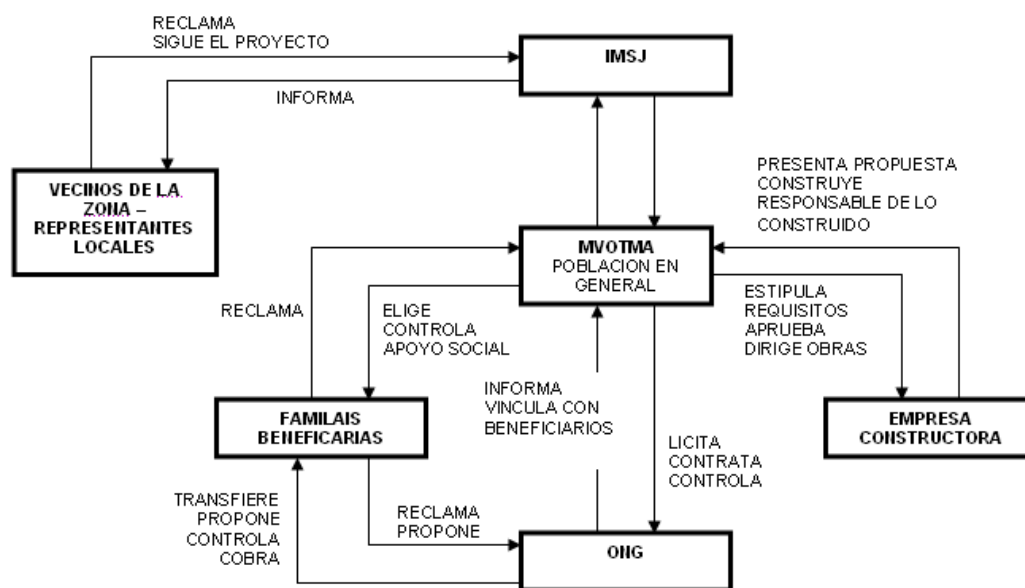 RECLAMA
SIGUE EL PROYECTO
IMSJ
INFORMA
VECINOS DE LA
ZONA –
REPRESENTANTES
LOCALES
PRESENTA PROPUESTA
CONSTRUYE
RESPONSABLE DE LO
CONSTRUIDO
MVOTMA
POBLACION EN
GENERAL
RECLAMA
ELIGE
CONTROLA
APOYO SOCIAL
ESTIPULA
REQUISITOS
APRUEBA
DIRIGE OBRAS
INFORMA
VINCULA CON
BENEFICIARIOS
FAMILAIS
BENEFICARIAS
EMPRESA
CONSTRUCTORA
LICITA
CONTRATA
CONTROLA
TRANSFIERE
PROPONE
CONTROLA
COBRA
RECLAMA
PROPONE
ONG